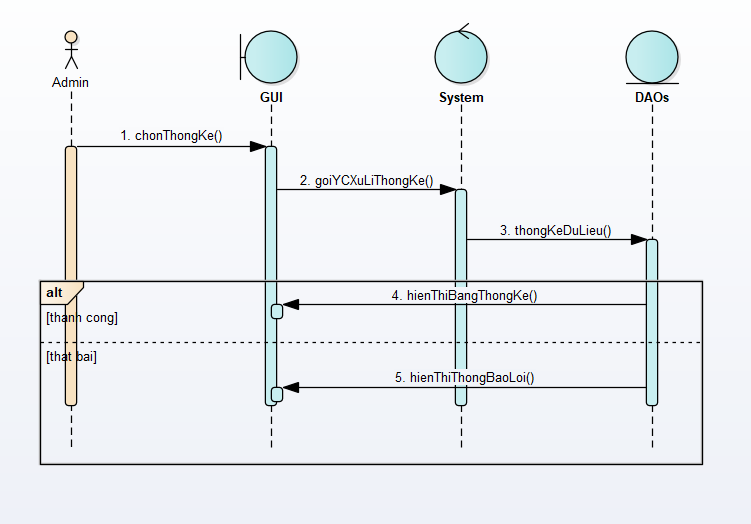 Admin
GUI
System
DAOs
1. chonThongKe()
2. goiYCXuLiThongKe()
3. thongKeDuLieu()
alt
4. hienThiBangThongKe()
[thanh cong]
[that bai]
5. hienThiThongBaoLoi()